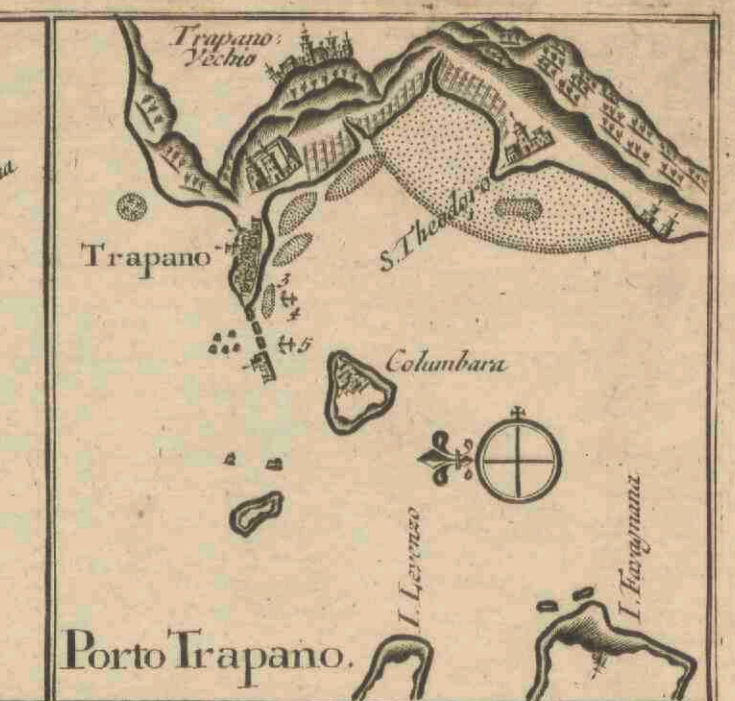 Trapano
Vechio
Trapano
S. Theodoro
3
4
5
Columbara
I. Levenzo
I. Favagnana
Porto Trapano.